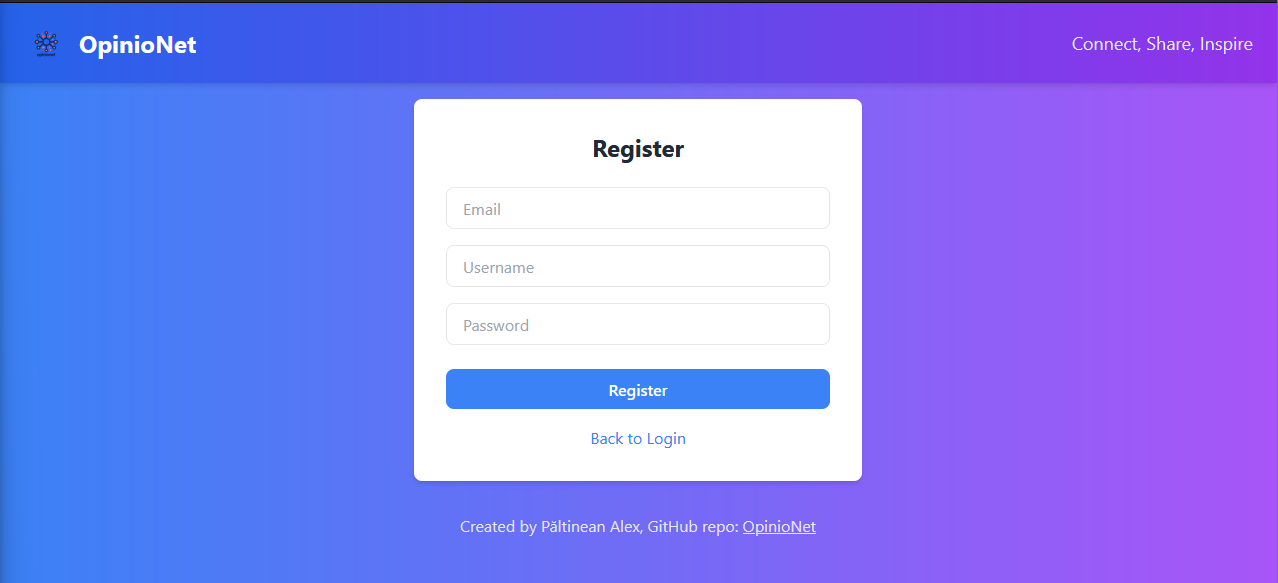 OpinioNet
Connect, Share, Inspire
Register
Email
Username
Password
Register
Back to Login
Created by Păltinean Alex, GitHub repo: OpinioNet